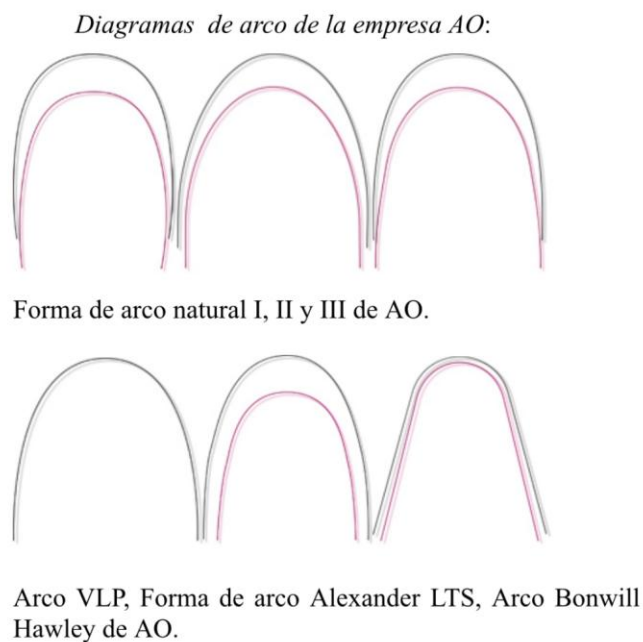 Diagramas de arco de la empresa AO:
Forma de arco natural I, II y III de AO.
Arco VLP, Forma de arco Alexander LTS, Arco Bonwill
Hawley de AO.